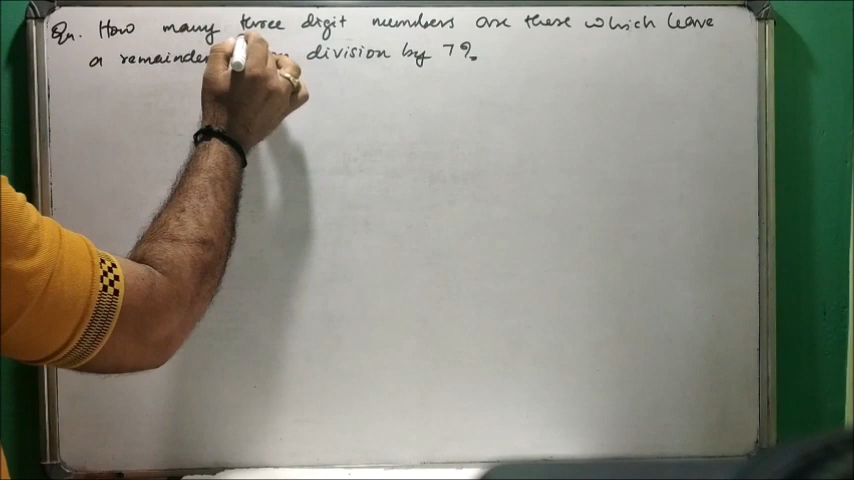 Qn. How many three digit numbers are there which leave
a remainder division by 7?